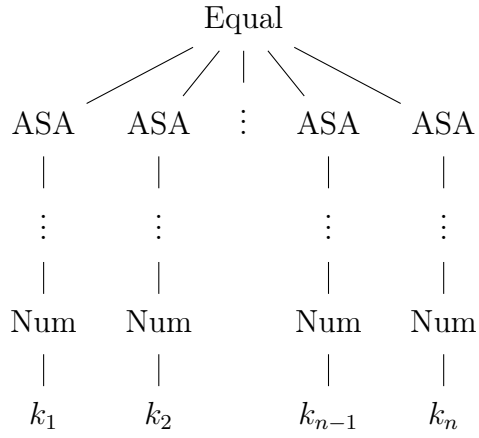 Equal
ASA ASA ⋮ ASA ASA
⋮ ⋮ ⋮ ⋮
Num Num Num Num
k₁ k₂ kₙ₋₁ kₙ